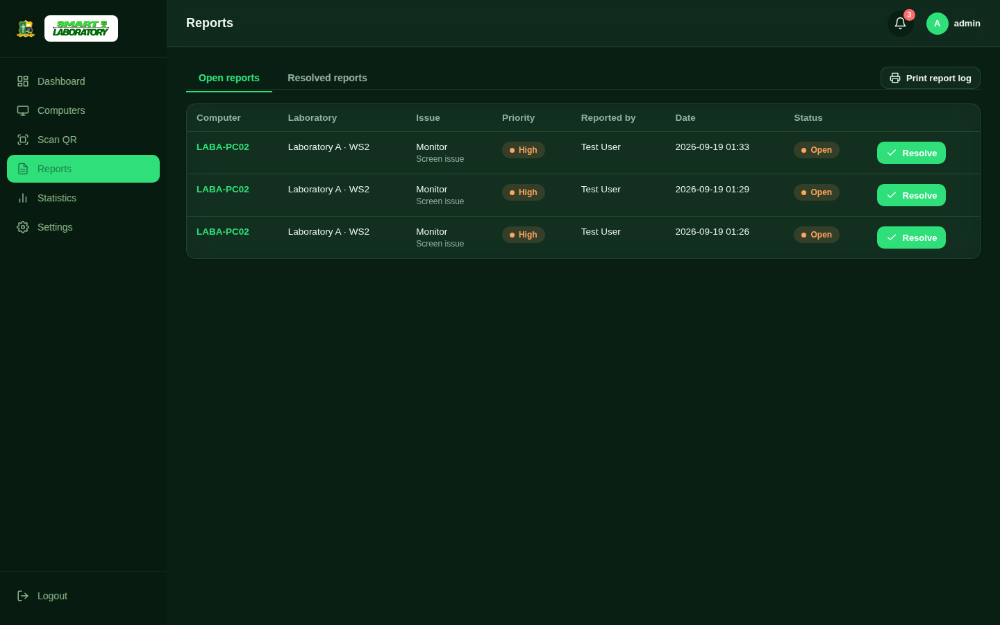 SMART
LABORATORY
Reports
3
A
admin
Dashboard
Computers
Scan QR
Reports
Statistics
Settings
Logout
Open reports
Resolved reports
Print report log
Computer Laboratory Issue Priority Reported by Date Status
LABA-PC02 Laboratory A · WS2 Monitor High Test User 2026-09-19 01:33 Open Resolve
Screen issue
LABA-PC02 Laboratory A · WS2 Monitor High Test User 2026-09-19 01:29 Open Resolve
Screen issue
LABA-PC02 Laboratory A · WS2 Monitor High Test User 2026-09-19 01:26 Open Resolve
Screen issue